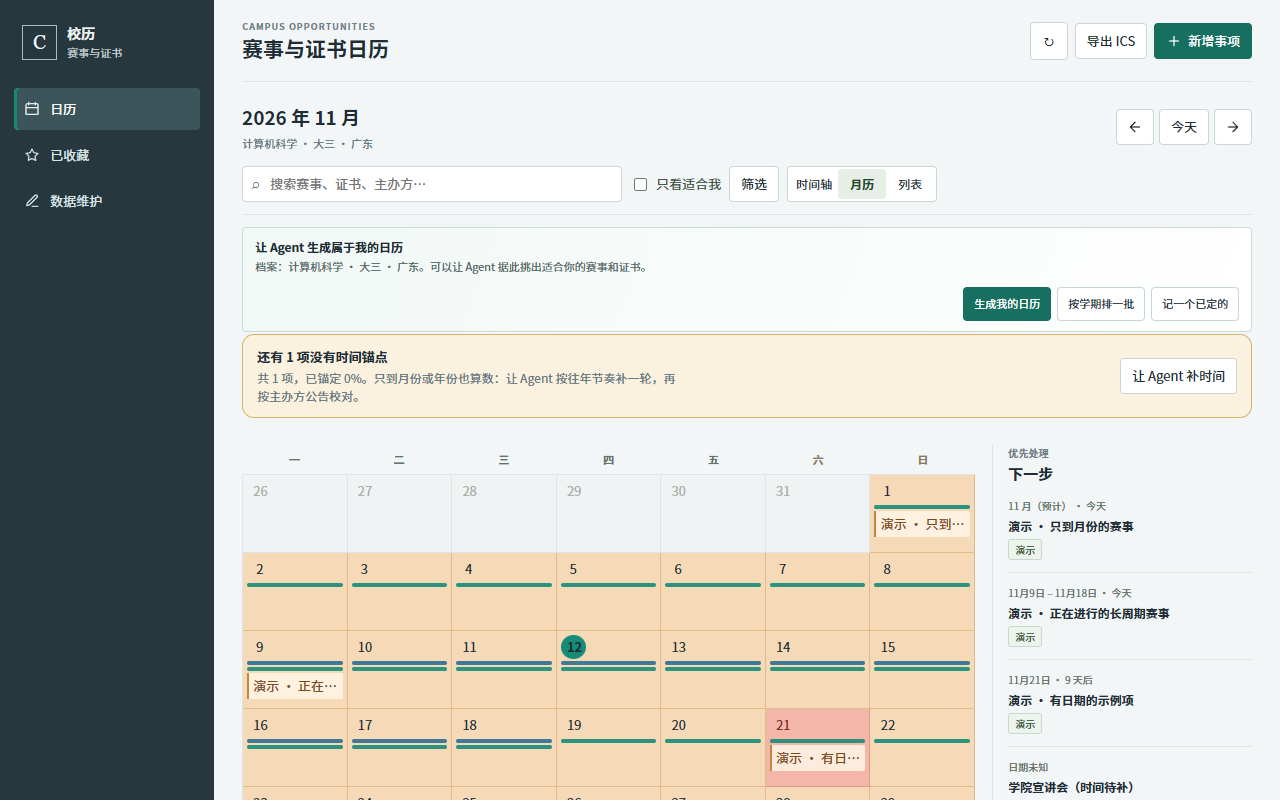 C
校历
赛事与证书
日历
已收藏
数据维护
CAMPUS OPPORTUNITIES
赛事与证书日历
↻
导出 ICS
＋ 新增事项
2026 年 11 月
计算机科学 · 大三 · 广东
←
今天
→
搜索赛事、证书、主办方…
只看适合我
筛选
时间轴 月历 列表
让 Agent 生成属于我的日历
档案：计算机科学 · 大三 · 广东。可以让 Agent 据此挑出适合你的赛事和证书。
生成我的日历
按学期排一批
记一个已定的
还有 1 项没有时间锚点
共 1 项，已锚定 0%。只到月份或年份也算数：让 Agent 按往年节奏补一轮，再
按主办方公告校对。
让 Agent 补时间
一 二 三 四 五 六 日
26 27 28 29 30 31 1
演示 · 只到…
2 3 4 5 6 7 8
9 10 11 12 13 14 15
演示 · 正在…
16 17 18 19 20 21 22
演示 · 有日…
优先处理
下一步
11 月（预计） · 今天
演示 · 只到月份的赛事
演示
11月9日 – 11月18日 · 今天
演示 · 正在进行的长周期赛事
演示
11月21日 · 9 天后
演示 · 有日期的示例项
演示
日期未知
学院宣讲会（时间待补）